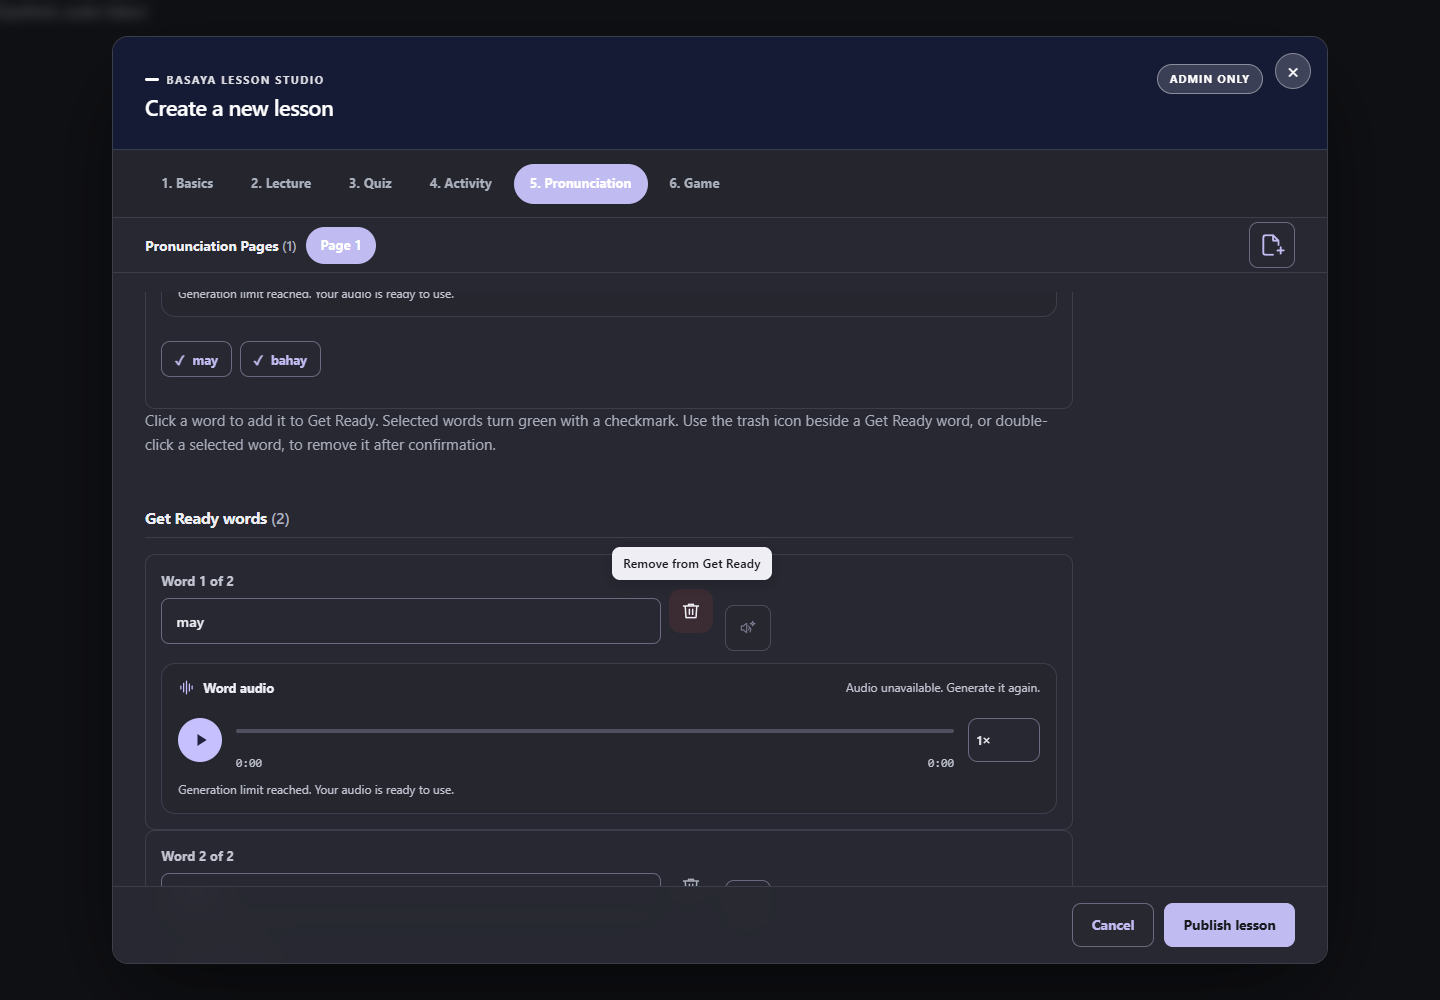 BASAYA LESSON STUDIO
Create a new lesson
ADMIN ONLY
1. Basics
2. Lecture
3. Quiz
4. Activity
5. Pronunciation
6. Game
Pronunciation Pages (1)
Page 1
Generation limit reached. Your audio is ready to use.
✓ may
✓ bahay
Click a word to add it to Get Ready. Selected words turn green with a checkmark. Use the trash icon beside a Get Ready word, or double-
click a selected word, to remove it after confirmation.
Get Ready words (2)
Remove from Get Ready
Word 1 of 2
may
Word audio
Audio unavailable. Generate it again.
1×
0:00
0:00
Generation limit reached. Your audio is ready to use.
Word 2 of 2
Cancel
Publish lesson